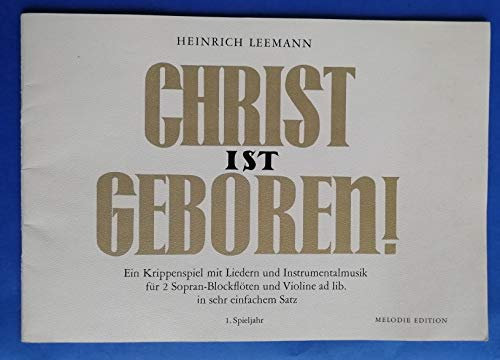 HEINRICH LEEMANN
CHRIST
IST
GEBOREN!
Ein Krippenspiel mit Liedern und Instrumentalmusik
für 2 Sopran-Blockflöten und Violine ad lib.
in sehr einfachem Satz
1. Spieljahr
MELODIE EDITION